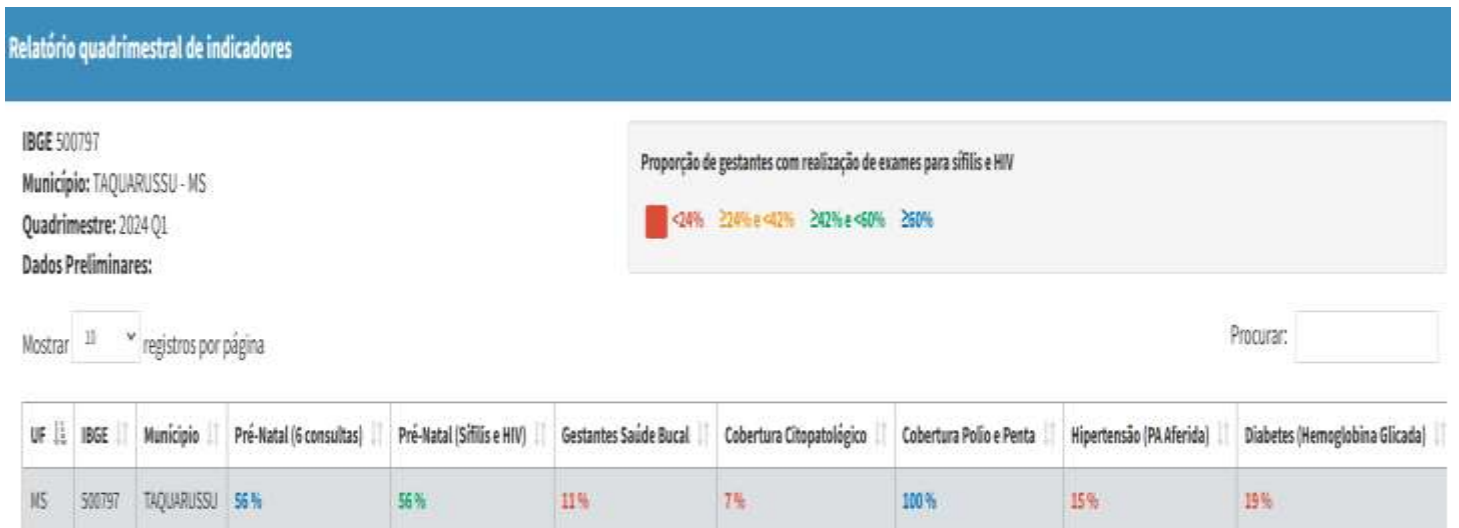 Relatório quadrimestral de indicadores
IBGE 500797
Município: TAQUARUSSU - MS
Quadrimestre: 2024 Q1
Dados Preliminares:
Proporção de gestantes com realização de exames para sífilis e HIV
<24% ≥24% e <42% ≥42% e <60% ≥60%
Mostrar 10 registros por página
Procurar:
UF IBGE Município Pré-Natal (6 consultas) Pré-Natal (Sífilis e HIV) Gestantes Saúde Bucal Cobertura Citopatológico Cobertura Polio e Penta Hipertensão (PA Aferida) Diabetes (Hemoglobina Glicada)
MS 500797 TAQUARUSSU 56 % 56 % 11 % 7 % 100 % 15 % 19 %